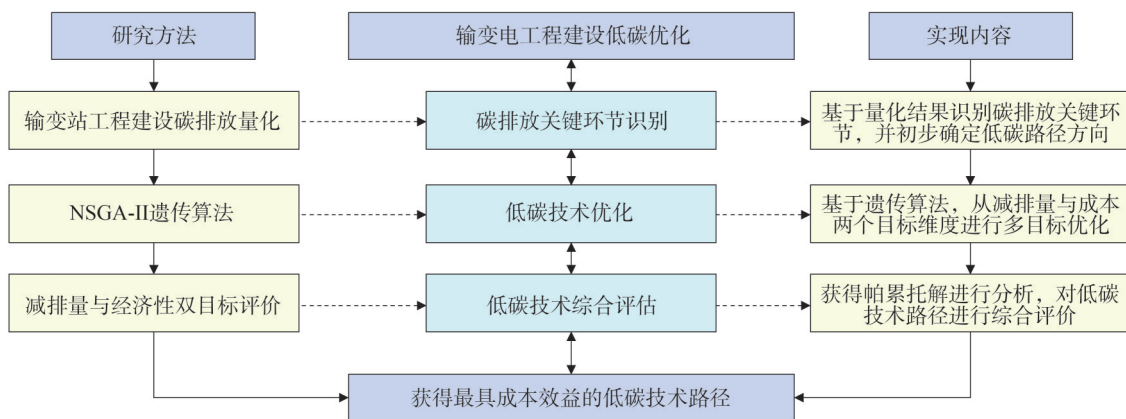 研究方法
输变电工程建设低碳优化
实现内容
输变站工程建设碳排放量化
碳排放关键环节识别
基于量化结果识别碳排放关键环
节，并初步确定低碳路径方向
NSGA-II遗传算法
低碳技术优化
基于遗传算法，从减排量与成本
两个目标维度进行多目标优化
减排量与经济性双目标评价
低碳技术综合评估
获得帕累托解进行分析，对低碳
技术路径进行综合评价
获得最具成本效益的低碳技术路径